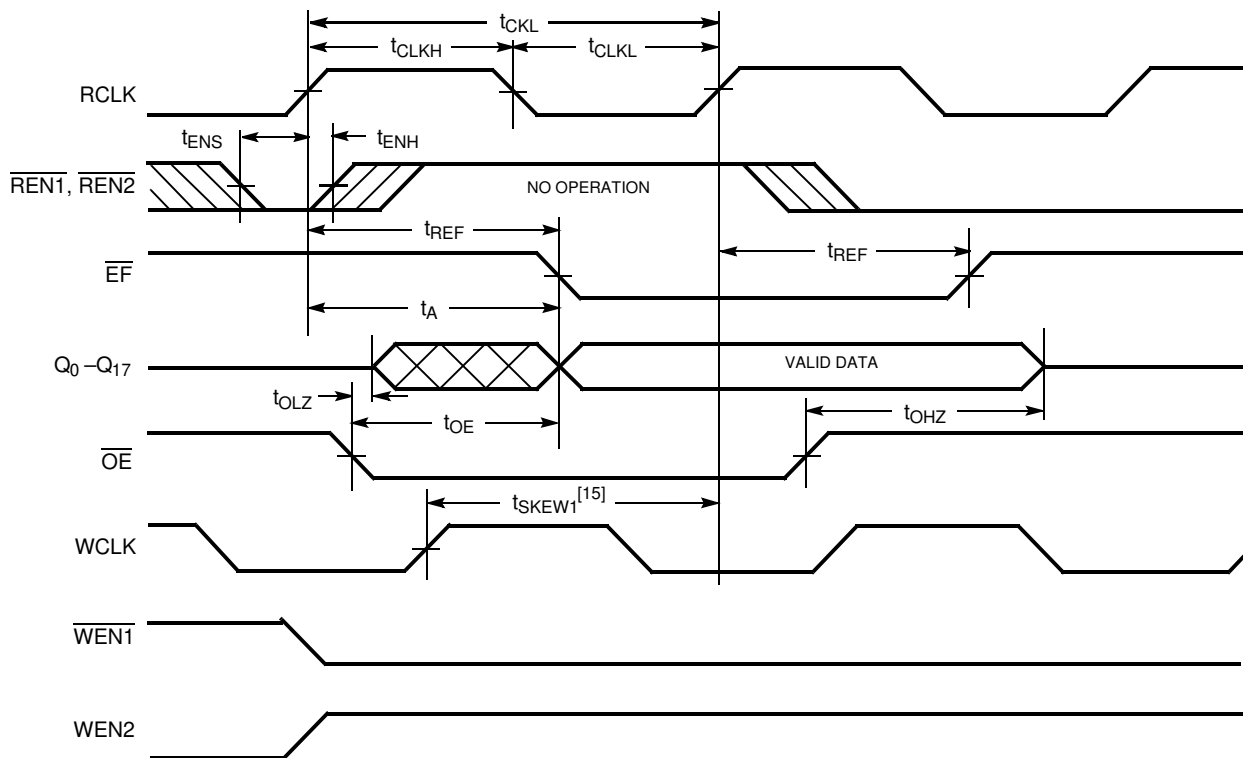 tCKL
tCLKH tCLKL
RCLK
tENS tENH
REN1, REN2 NO OPERATION
tREF tREF
EF
tA
Q0 –Q17 VALID DATA
tOLZ tOE tOHZ
OE
tSKEW1[15]
WCLK
WEN1
WEN2